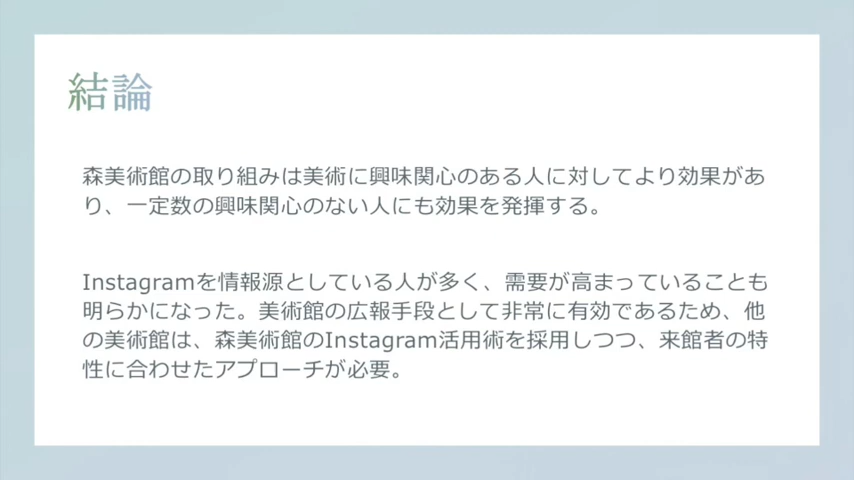 結論
森美術館の取り組みは美術に興味関心のある人に対してより効果があ
り、一定数の興味関心のない人にも効果を発揮する。
Instagramを情報源としている人が多く、需要が高まっていることも
明らかになった。美術館の広報手段として非常に有効であるため、他
の美術館は、森美術館のInstagram活用術を採用しつつ、来館者の特
性に合わせたアプローチが必要。